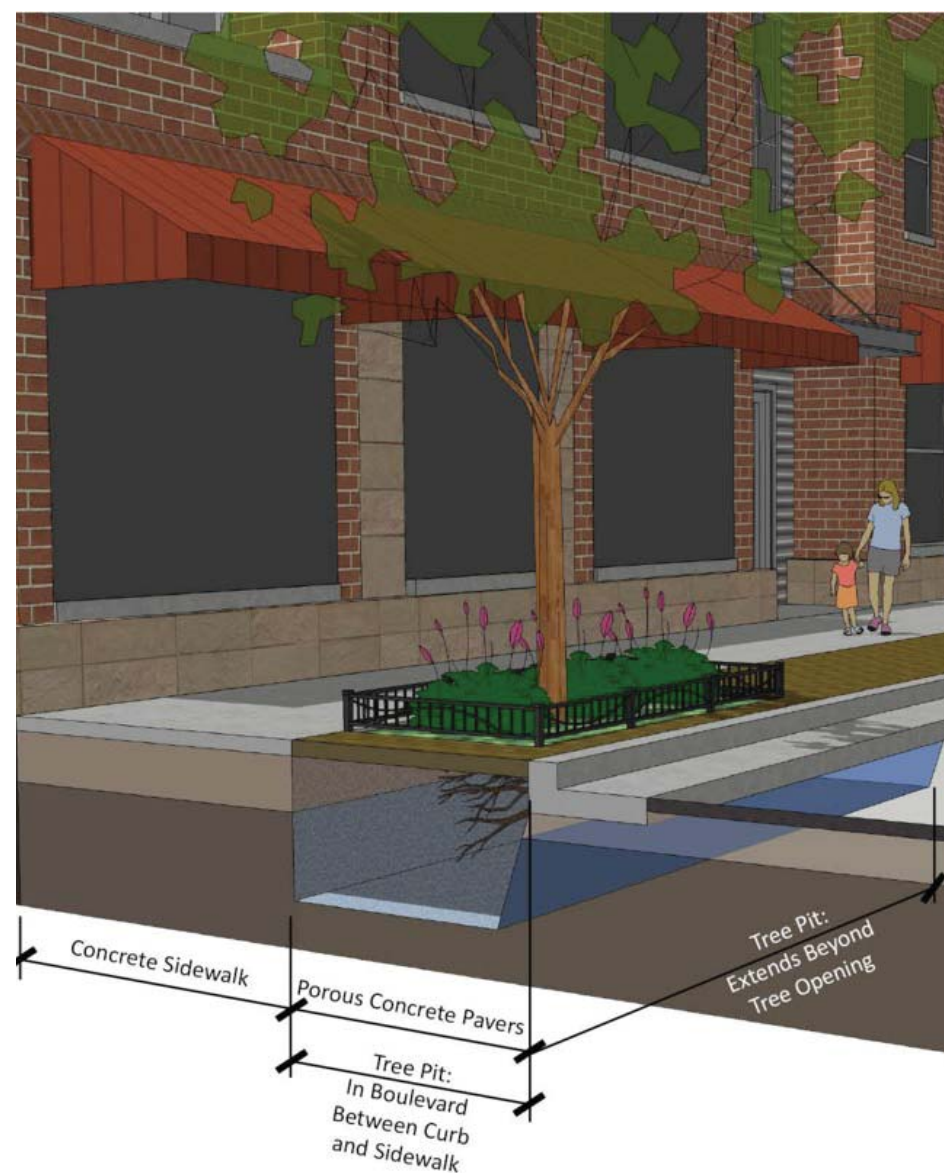 Concrete Sidewalk
Porous Concrete Pavers
Tree Pit:
In Boulevard
Between Curb
and Sidewalk
Tree Pit:
Extends Beyond
Tree Opening